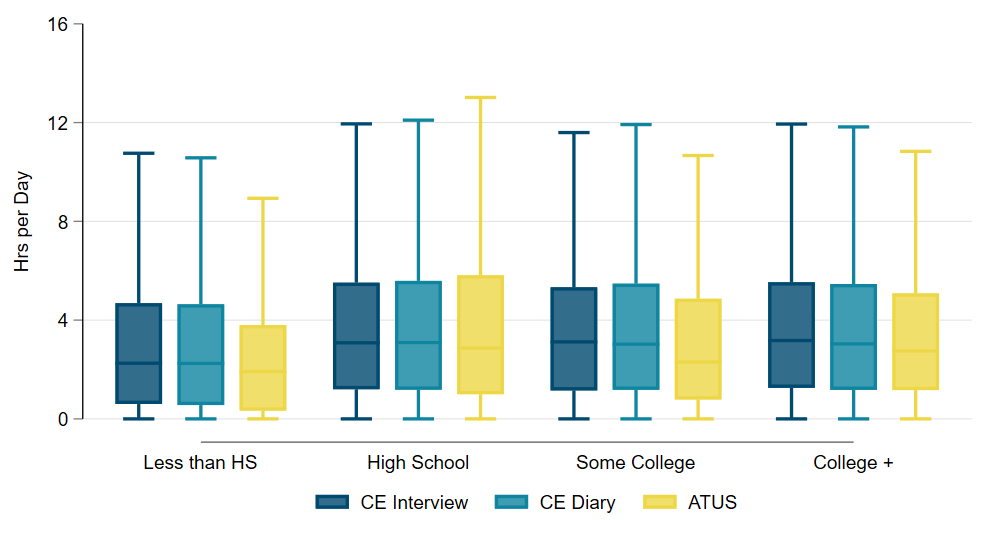 16
12
8
4
0
Hrs per Day
Less than HS High School Some College College +
CE Interview CE Diary ATUS